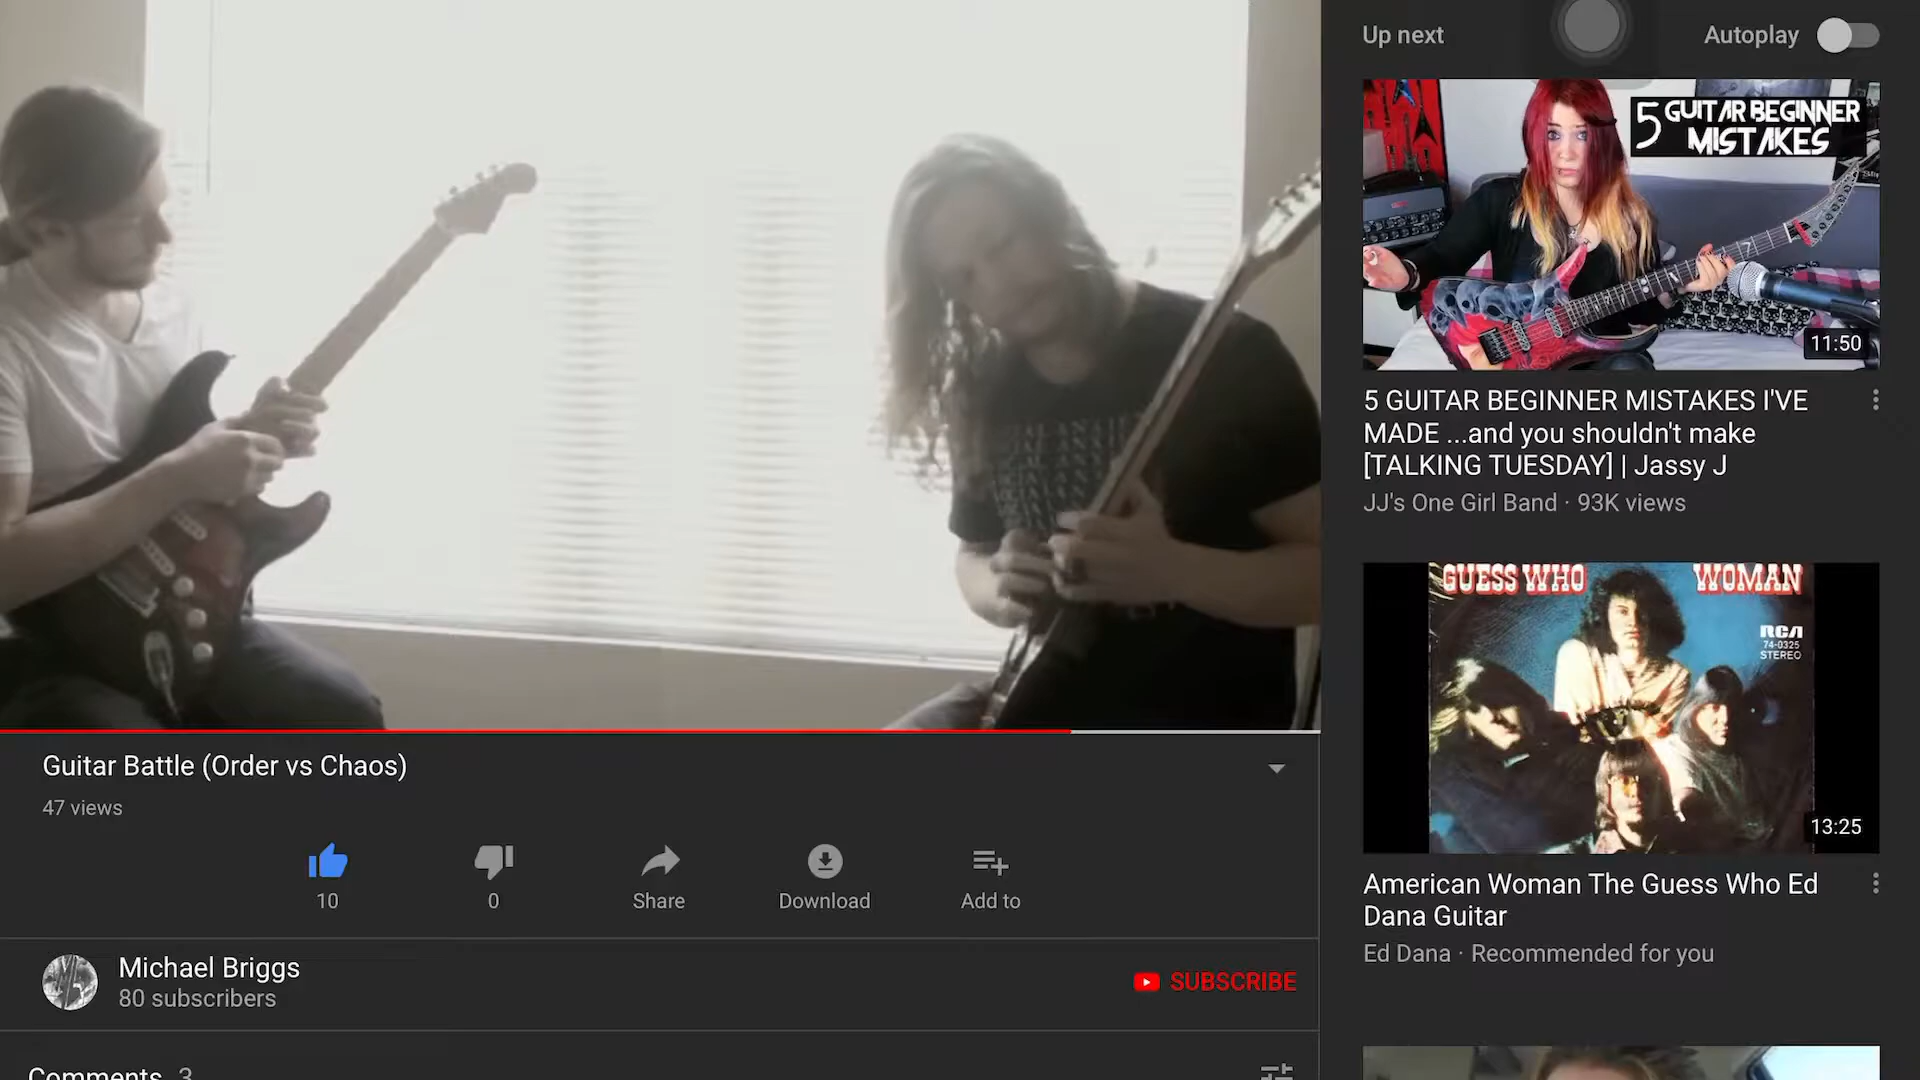 Up next
Autoplay
5 GUITAR BEGINNER
MISTAKES
11:50
5 GUITAR BEGINNER MISTAKES I'VE
MADE ...and you shouldn't make
[TALKING TUESDAY] | Jassy J
JJ's One Girl Band · 93K views
GUESS WHO WOMAN
RCA
74-0325
STEREO
13:25
American Woman The Guess Who Ed
Dana Guitar
Ed Dana · Recommended for you
Guitar Battle (Order vs Chaos)
47 views
10
0
Share
Download
Add to
Michael Briggs
80 subscribers
SUBSCRIBE
Comments 3